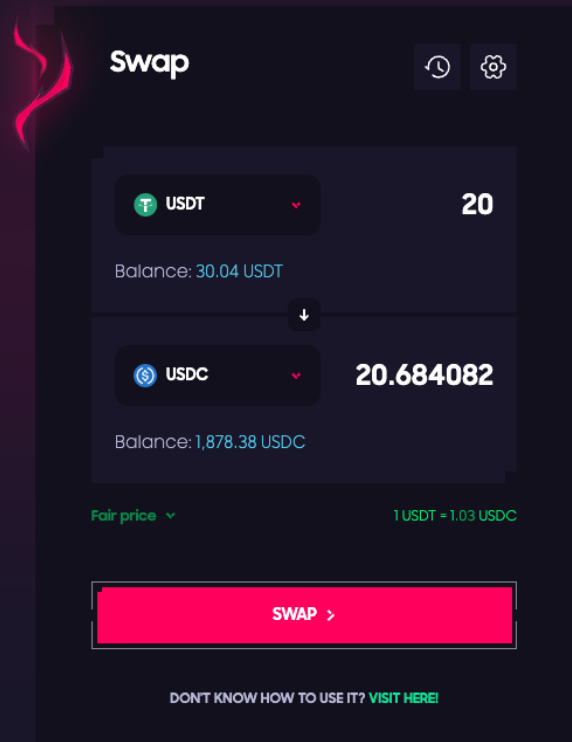 Swap
USDT
20
Balance: 30.04 USDT
USDC
20.684082
Balance: 1,878.38 USDC
Fair price
1 USDT = 1.03 USDC
SWAP
DON'T KNOW HOW TO USE IT? VISIT HERE!